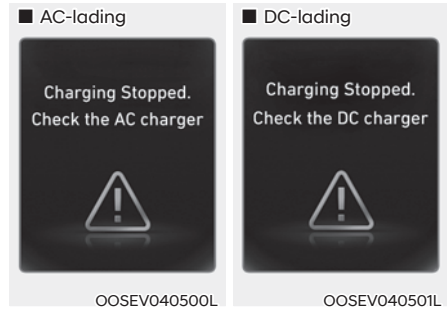 ■ AC-lading
Charging Stopped.
Check the AC charger
OOSEV040500L
■ DC-lading
Charging Stopped.
Check the DC charger
OOSEV040501L